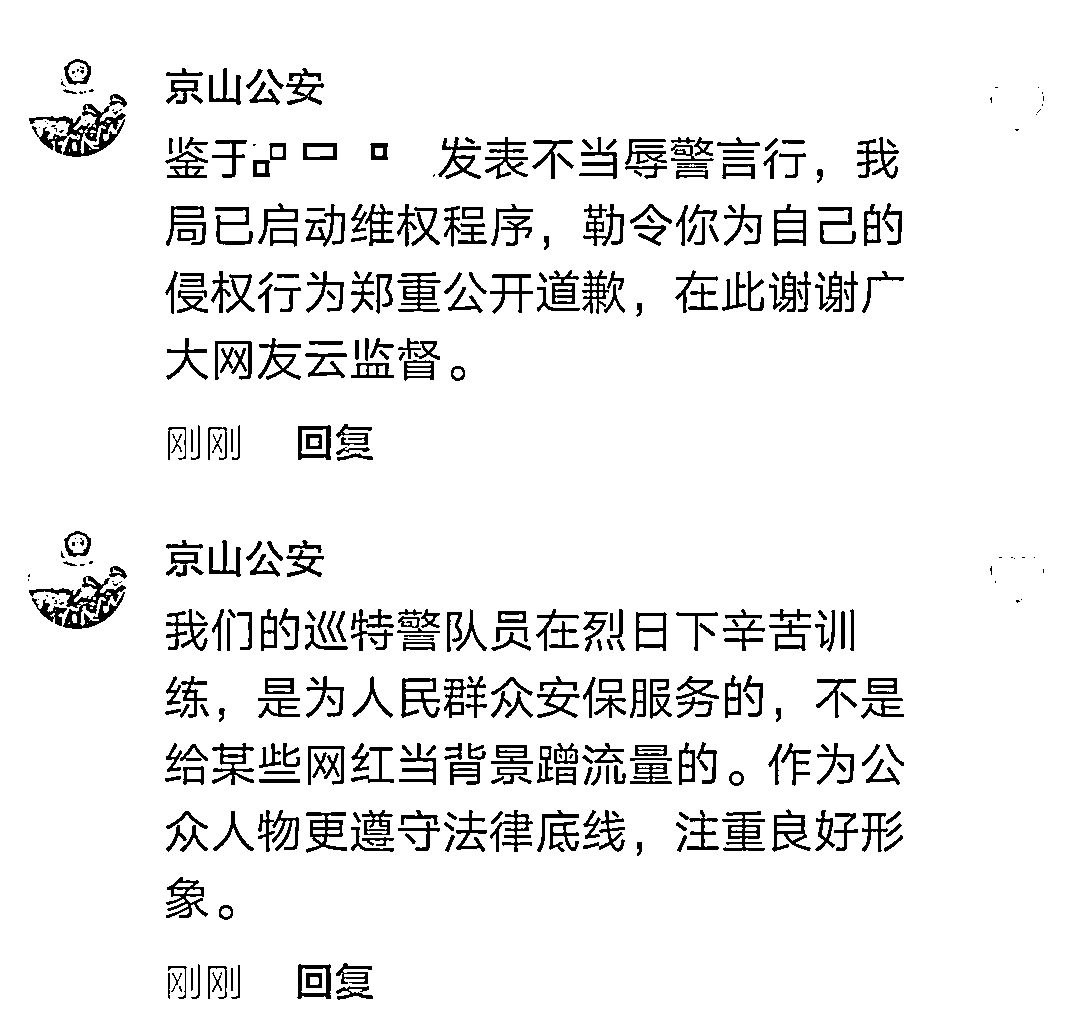 京山公安
鉴于 发表不当辱警言行，我
局已启动维权程序，勒令你为自己的
侵权行为郑重公开道歉，在此谢谢广
大网友云监督。
刚刚 回复
京山公安
我们的巡特警队员在烈日下辛苦训
练，是为人民群众安保服务的，不是
给某些网红当背景蹭流量的。作为公
众人物更遵守法律底线，注重良好形
象。
刚刚 回复